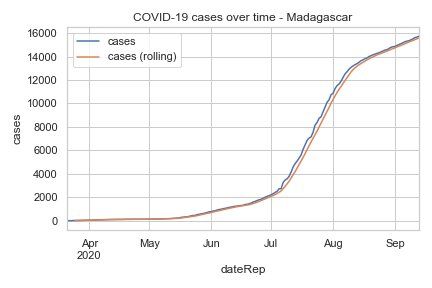 COVID-19 cases over time - Madagascar
cases
cases (rolling)
16000
14000
12000
10000
8000
6000
4000
2000
0
cases
Apr
2020
May
Jun
Jul
Aug
Sep
dateRep